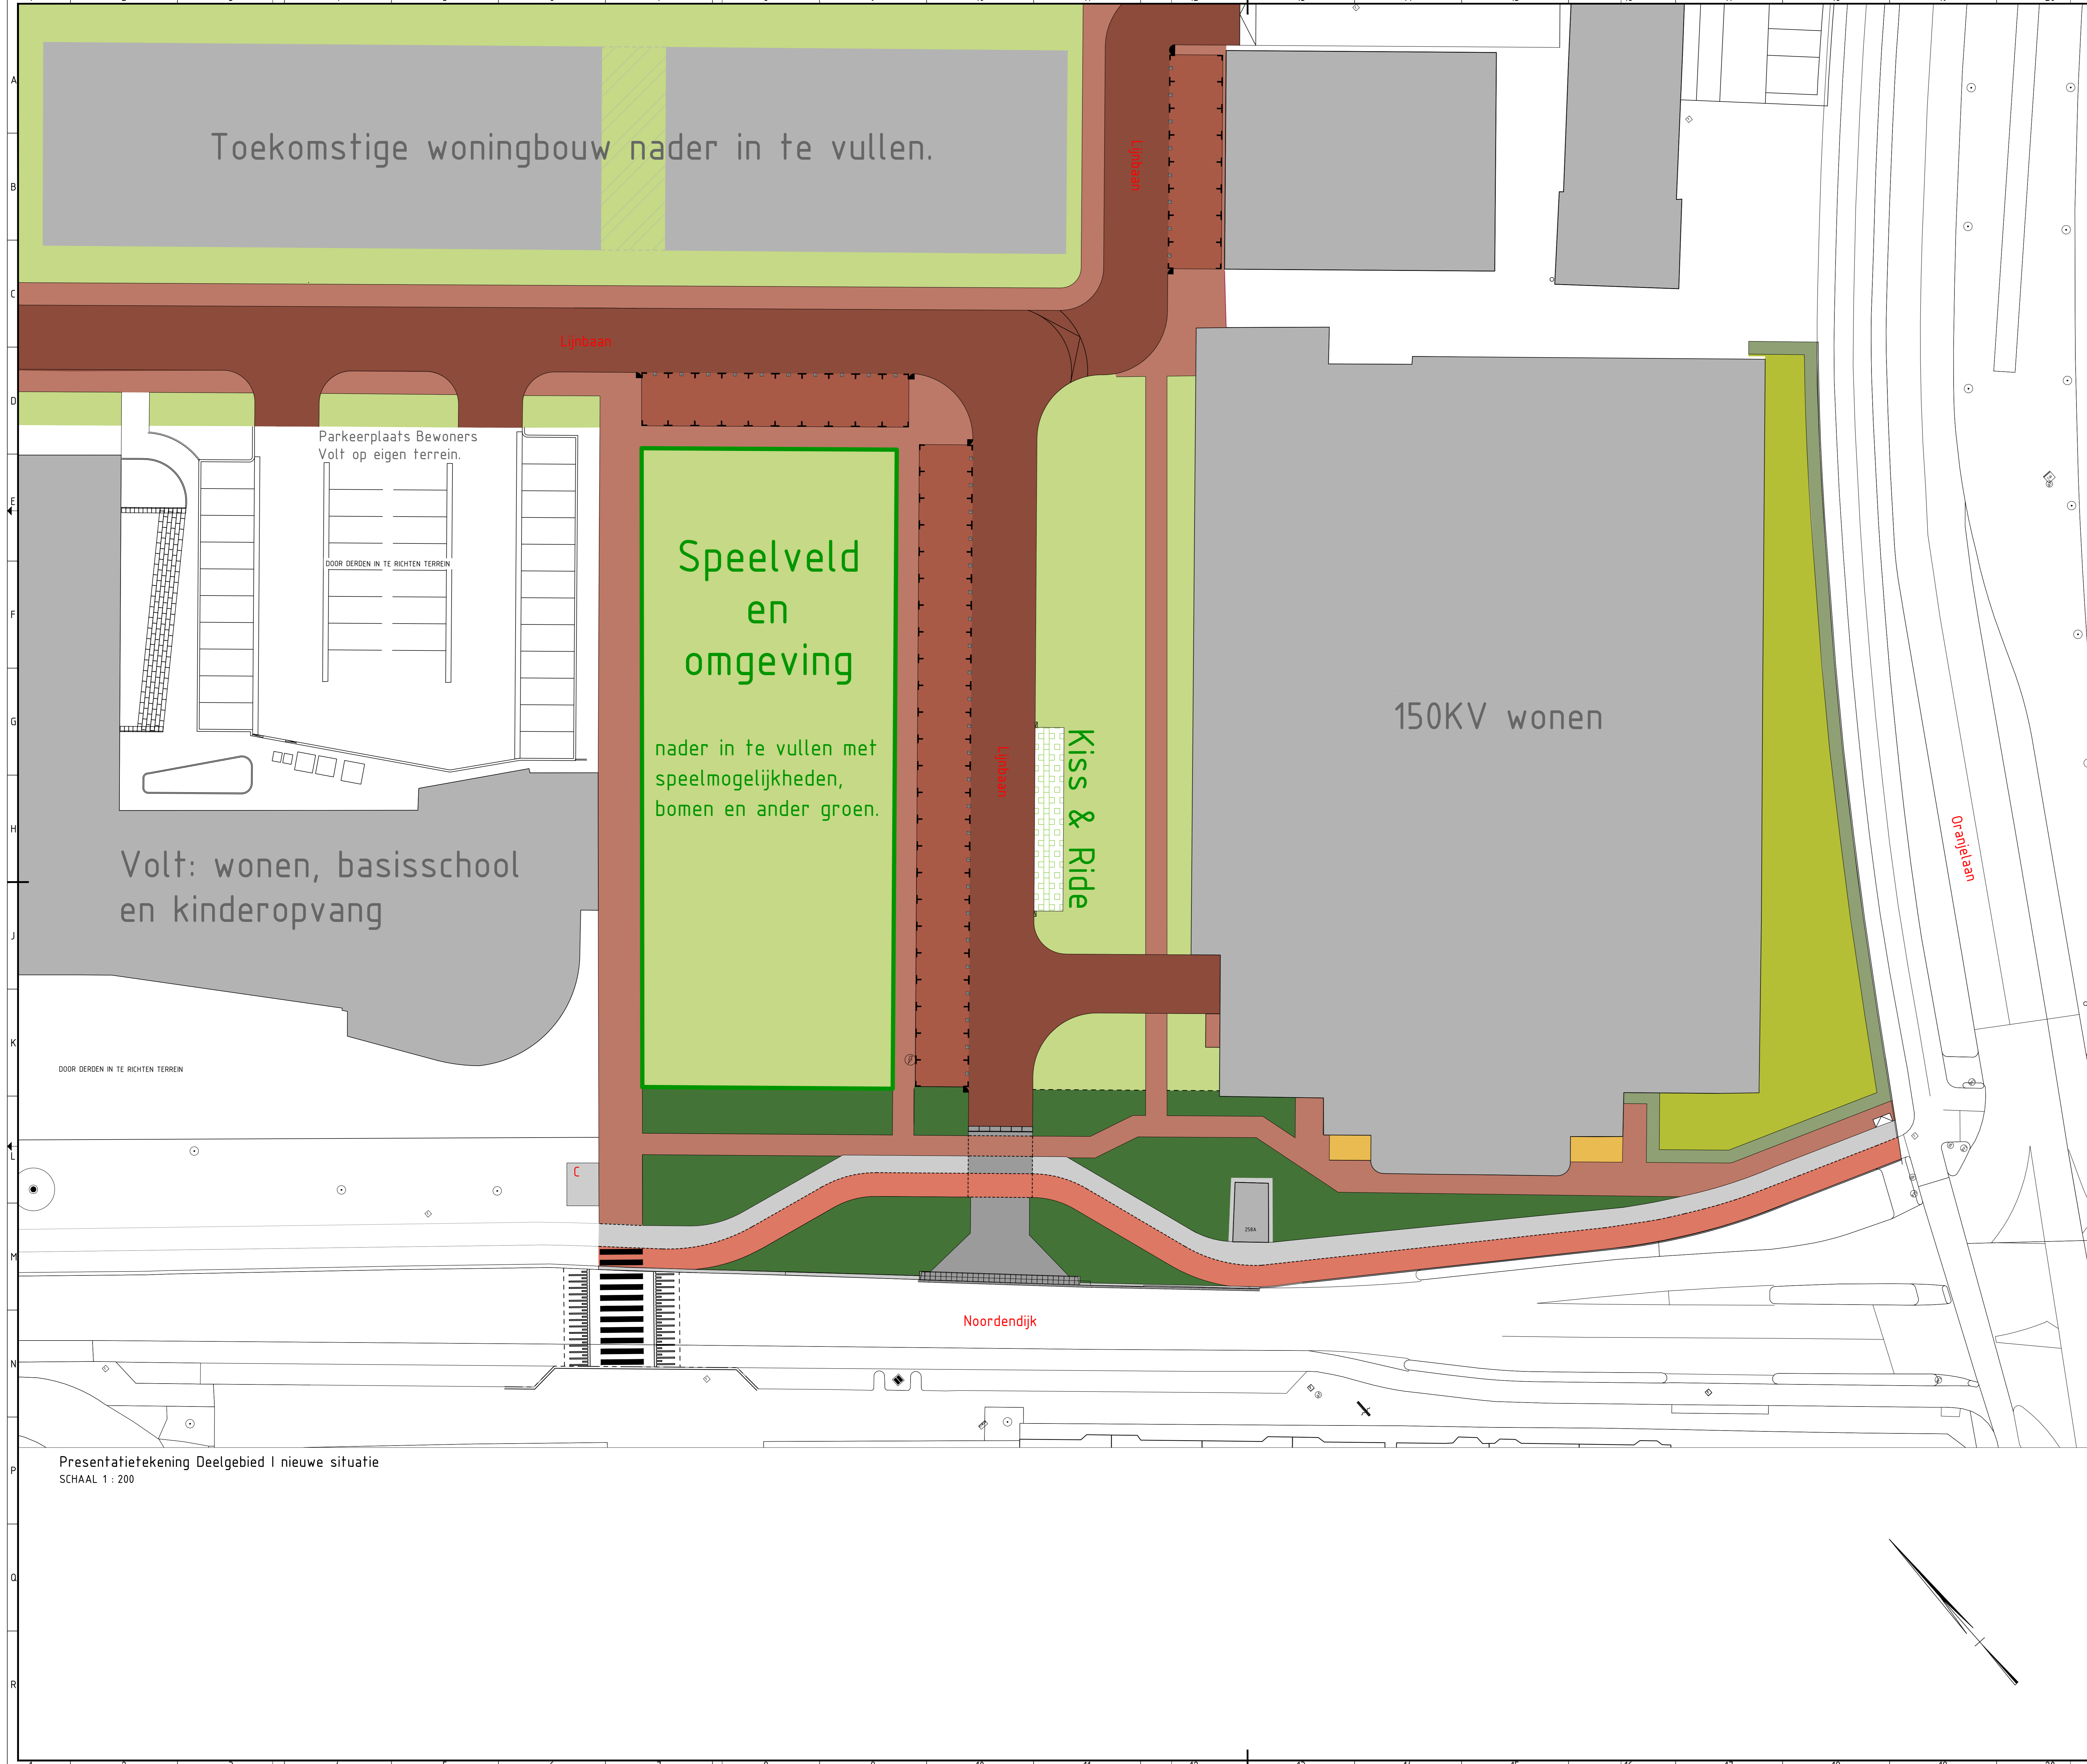 A
B
C
D
E
F
G
H
J
K
L
M
N
P
Q
R
Toekomstige woningbouw nader in te vullen.
Lijnbaan
Lijnbaan
Parkeerplaats Bewoners
Volt op eigen terrein.
DOOR DERDEN IN TE RICHTEN TERREIN
Speelveld
en
omgeving
nader in te vullen met
speelmogelijkheden,
bomen en ander groen.
Lijnbaan
Kiss & Ride
150KV wonen
Oranjelaan
Volt: wonen, basisschool
en kinderopvang
DOOR DERDEN IN TE RICHTEN TERREIN
C
258A
Noordendijk
Presentatietekening Deelgebied I nieuwe situatie
SCHAAL 1 : 200